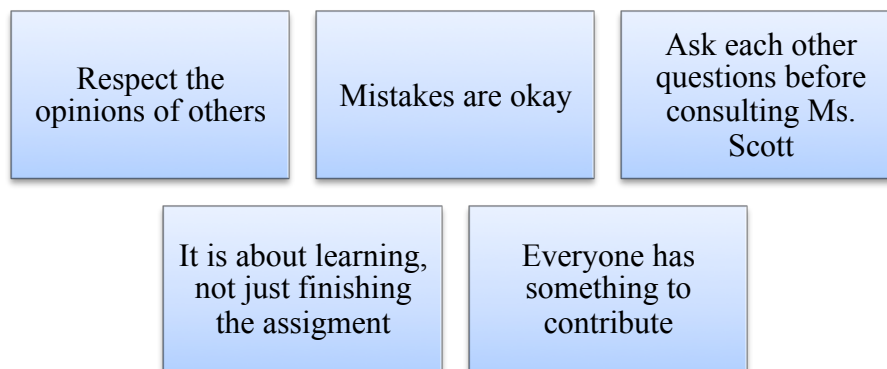 Respect the
opinions of others
Mistakes are okay
Ask each other
questions before
consulting Ms.
Scott
It is about learning,
not just finishing
the assigment
Everyone has
something to
contribute